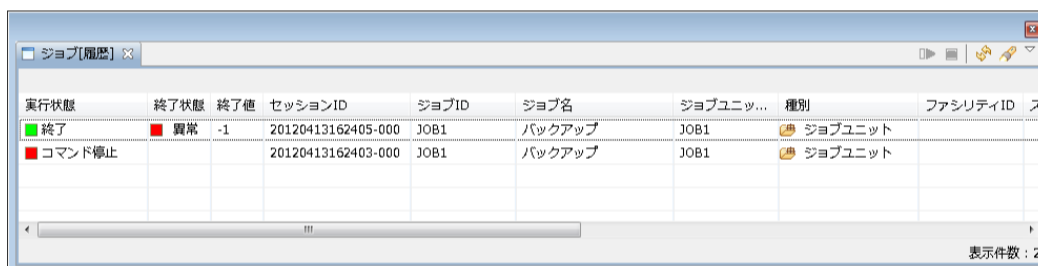 ジョブ[履歴]
実行状態 終了状態 終了値 セッションID ジョブID ジョブ名 ジョブユニッ... 種別 ファシリティID
終了 異常 -1 20120413162405-000 JOB1 バックアップ JOB1 ジョブユニット
コマンド停止 20120413162403-000 JOB1 バックアップ JOB1 ジョブユニット
表示件数:2